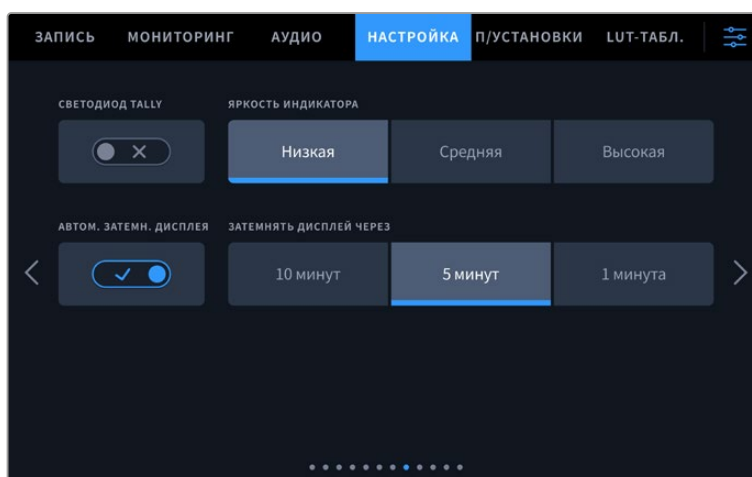 ЗАПИСЬ МОНИТОРИНГ АУДИО НАСТРОЙКА П/УСТАНОВКИ LUT-ТАБЛ.
СВЕТОДИОД TALLY ЯРКОСТЬ ИНДИКАТОРА
Низкая Средняя Высокая
АВТОМ. ЗАТЕМН. ДИСПЛЕЯ ЗАТЕМНЯТЬ ДИСПЛЕЙ ЧЕРЕЗ
10 минут 5 минут 1 минута